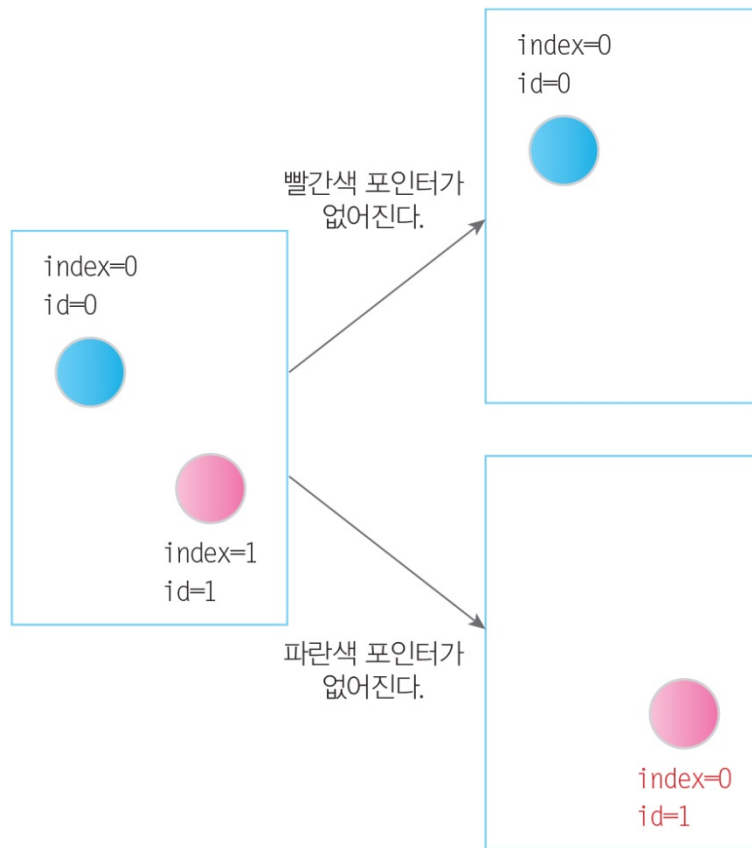 index=0
id=0
index=1
id=1
빨간색 포인터가
없어진다.
index=0
id=0
파란색 포인터가
없어진다.
index=0
id=1